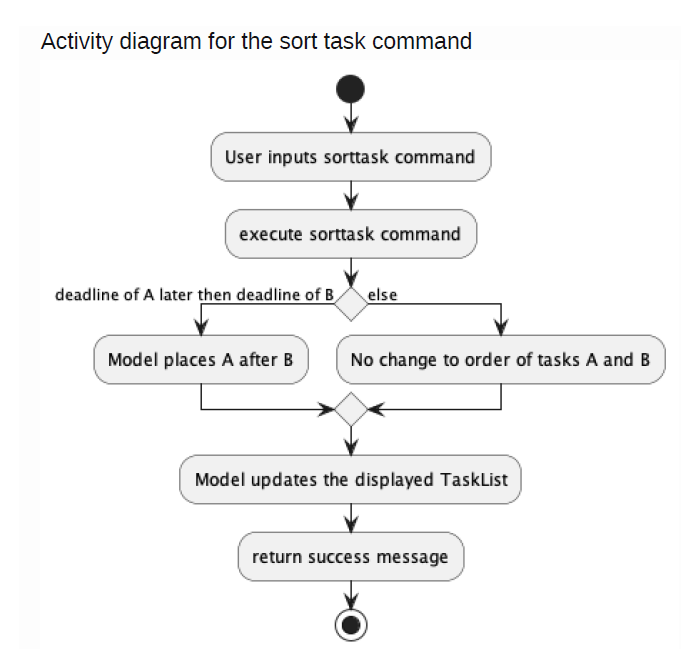 Activity diagram for the sort task command
User inputs sorttask command
execute sorttask command
deadline of A later then deadline of B
else
Model places A after B
No change to order of tasks A and B
Model updates the displayed TaskList
return success message